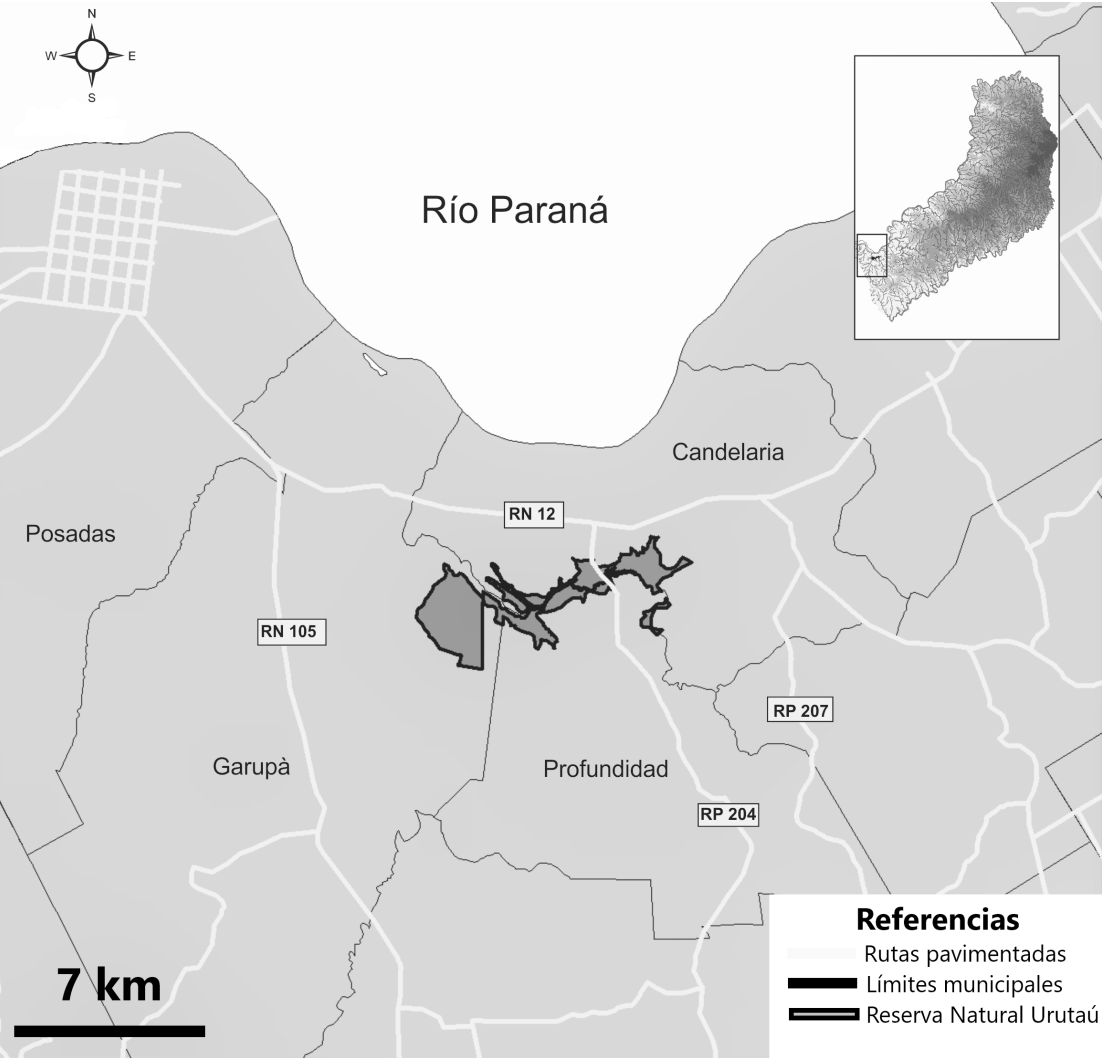 N
W E
S
Río Paraná
Candelaria
RN 12
Posadas
RN 105
RP 207
Garupà
Profundidad
RP 204
Referencias
Rutas pavimentadas
Límites municipales
Reserva Natural Urutaú
7 km